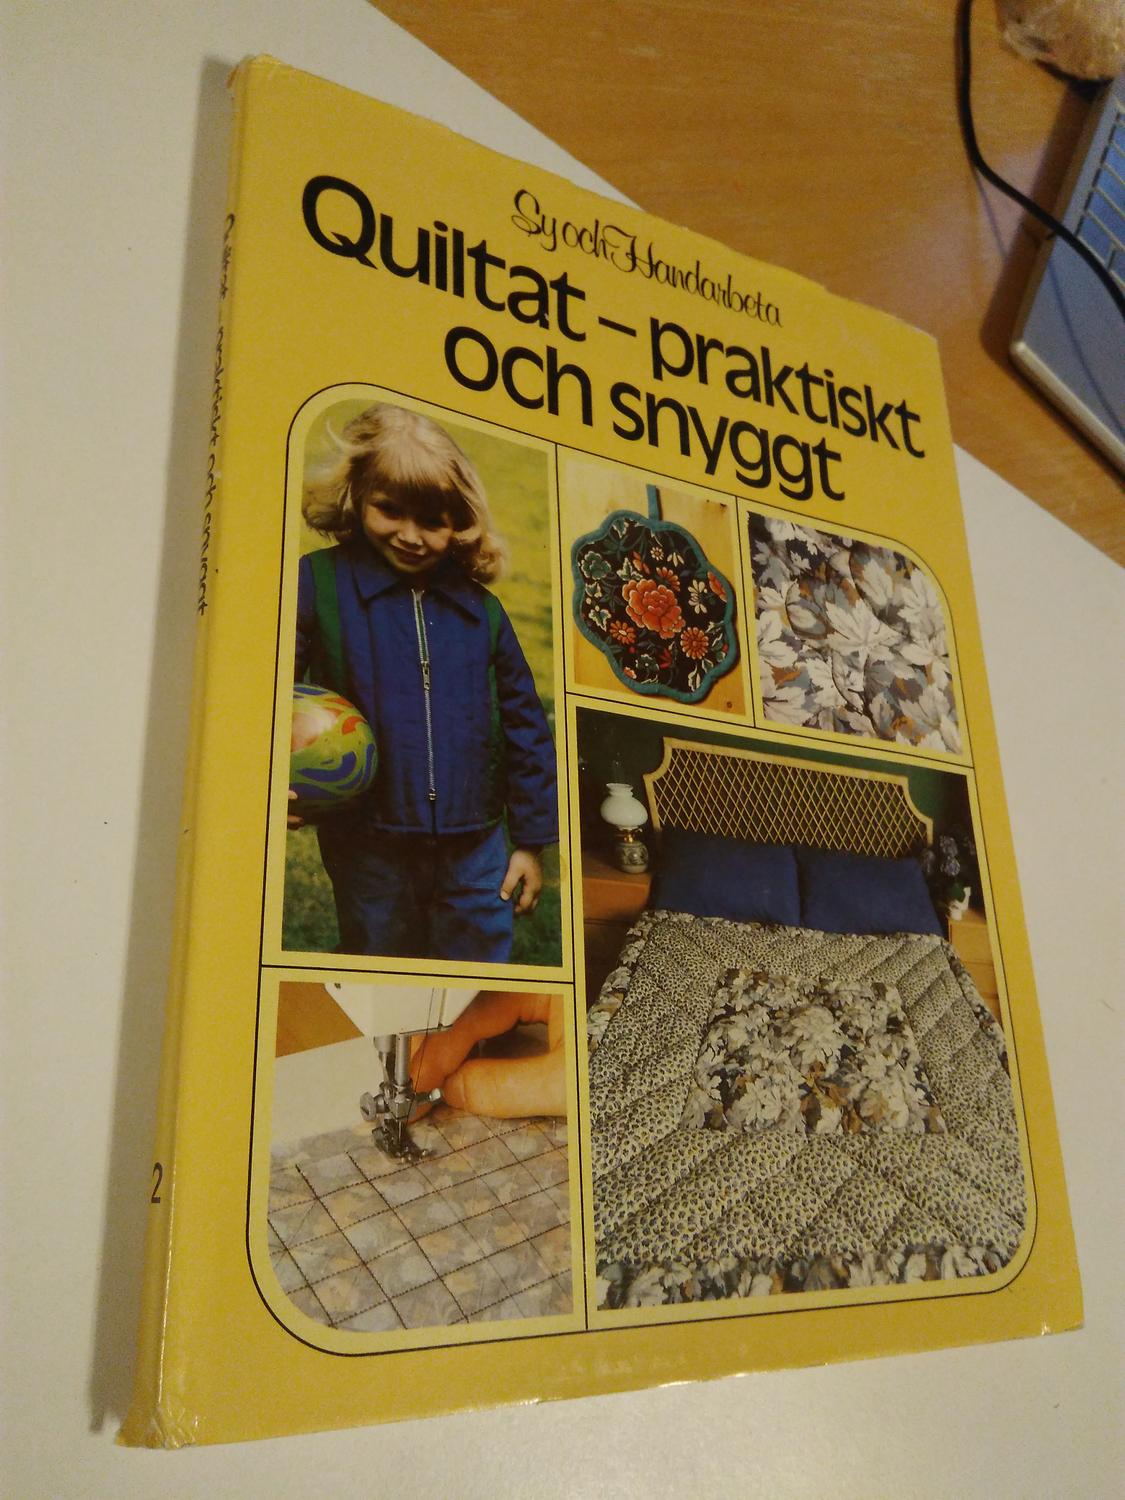 Sy och Handarbeta
Quiltat – praktiskt
och snyggt
Quiltat – praktiskt och snyggt
2